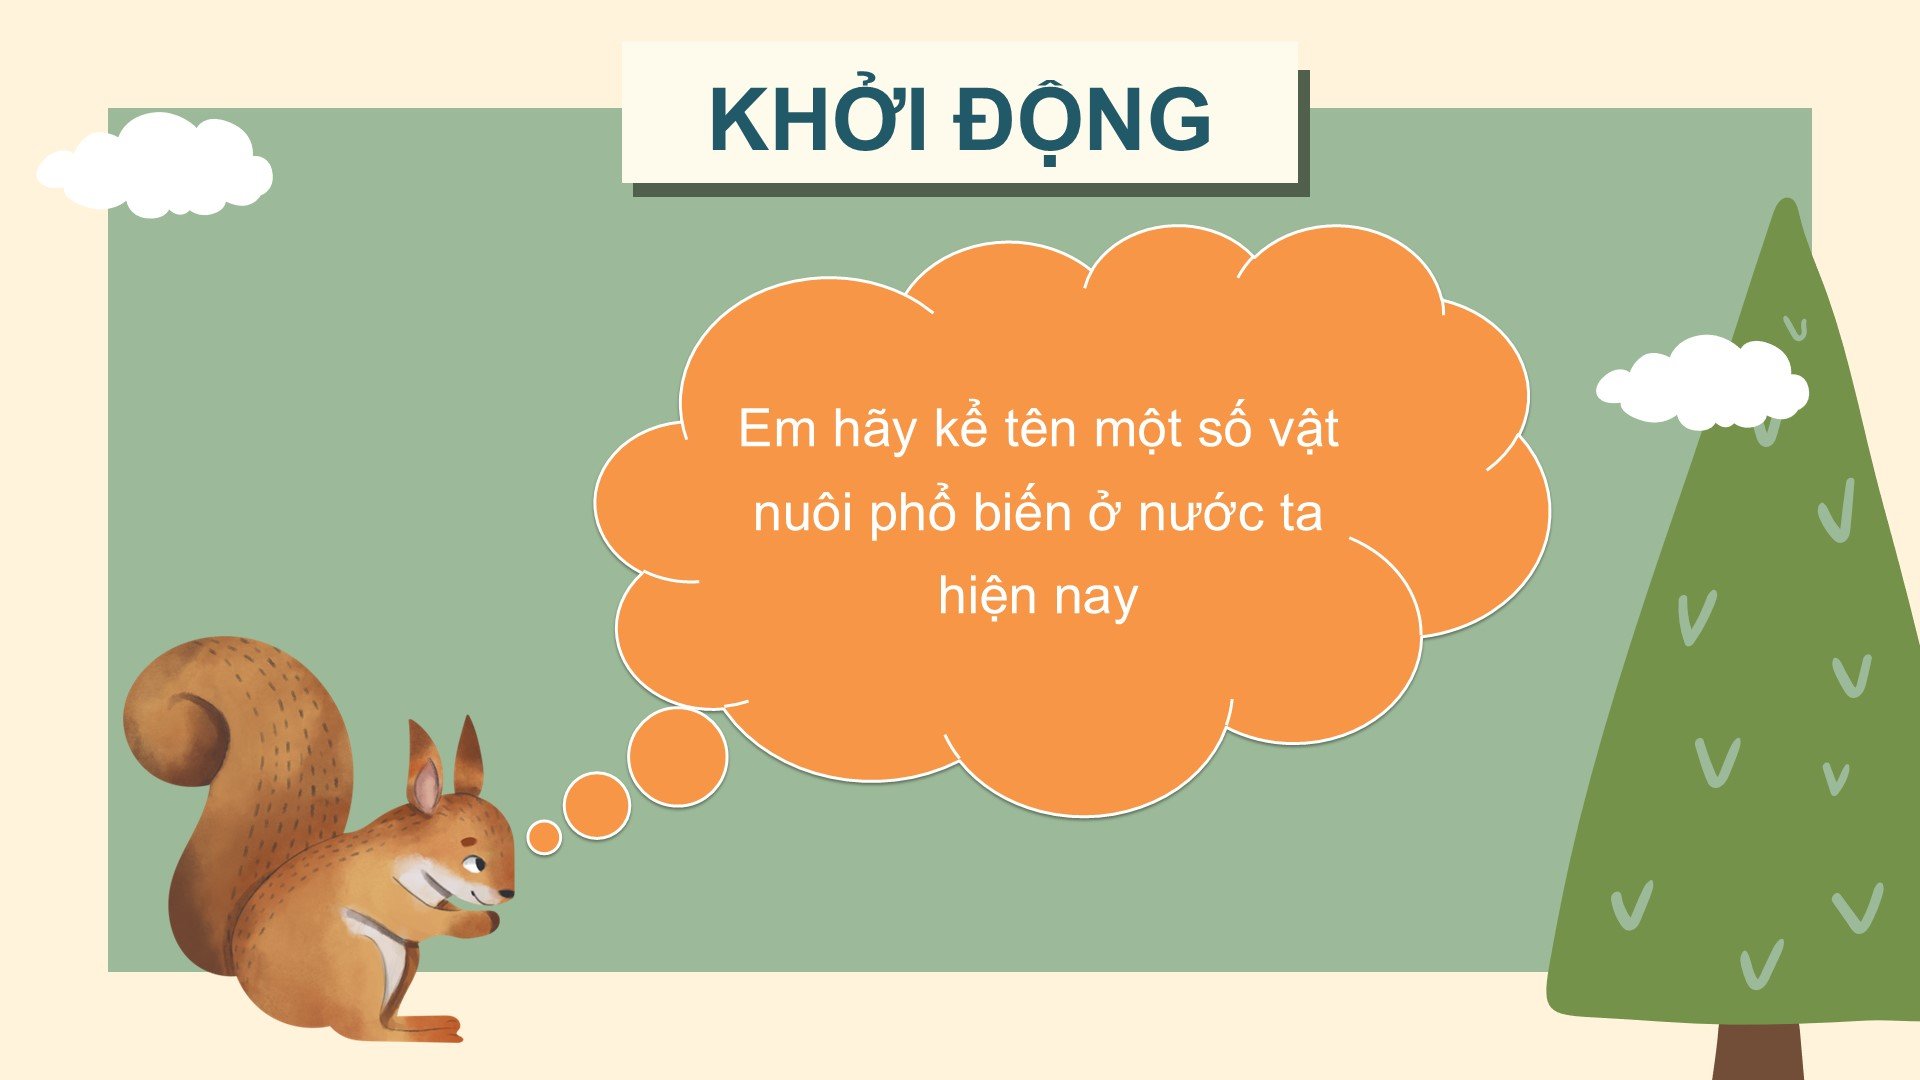 KHỞI ĐỘNG
Em hãy kể tên một số vật
nuôi phổ biến ở nước ta
hiện nay